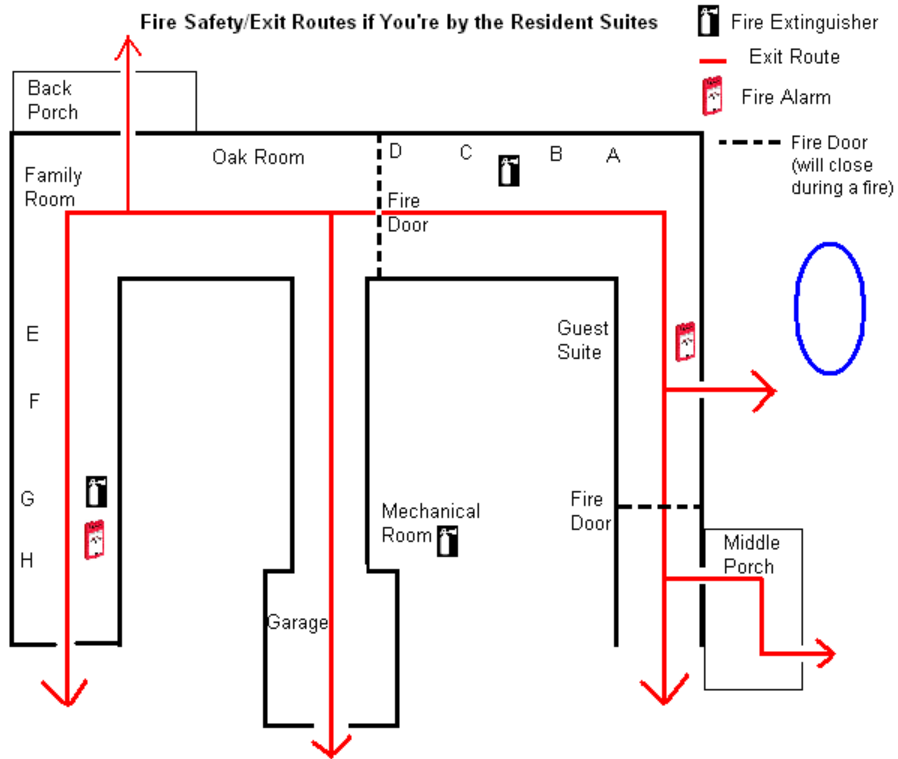 Fire Safety/Exit Routes if You're by the Resident Suites
Fire Extinguisher
Exit Route
Fire Alarm
Fire Door
(will close
during a fire)
Back
Porch
Family
Room
Oak Room
D
C
B
A
Fire
Door
E
F
G
H
Guest
Suite
Mechanical
Room
Fire
Door
Middle
Porch
Garage